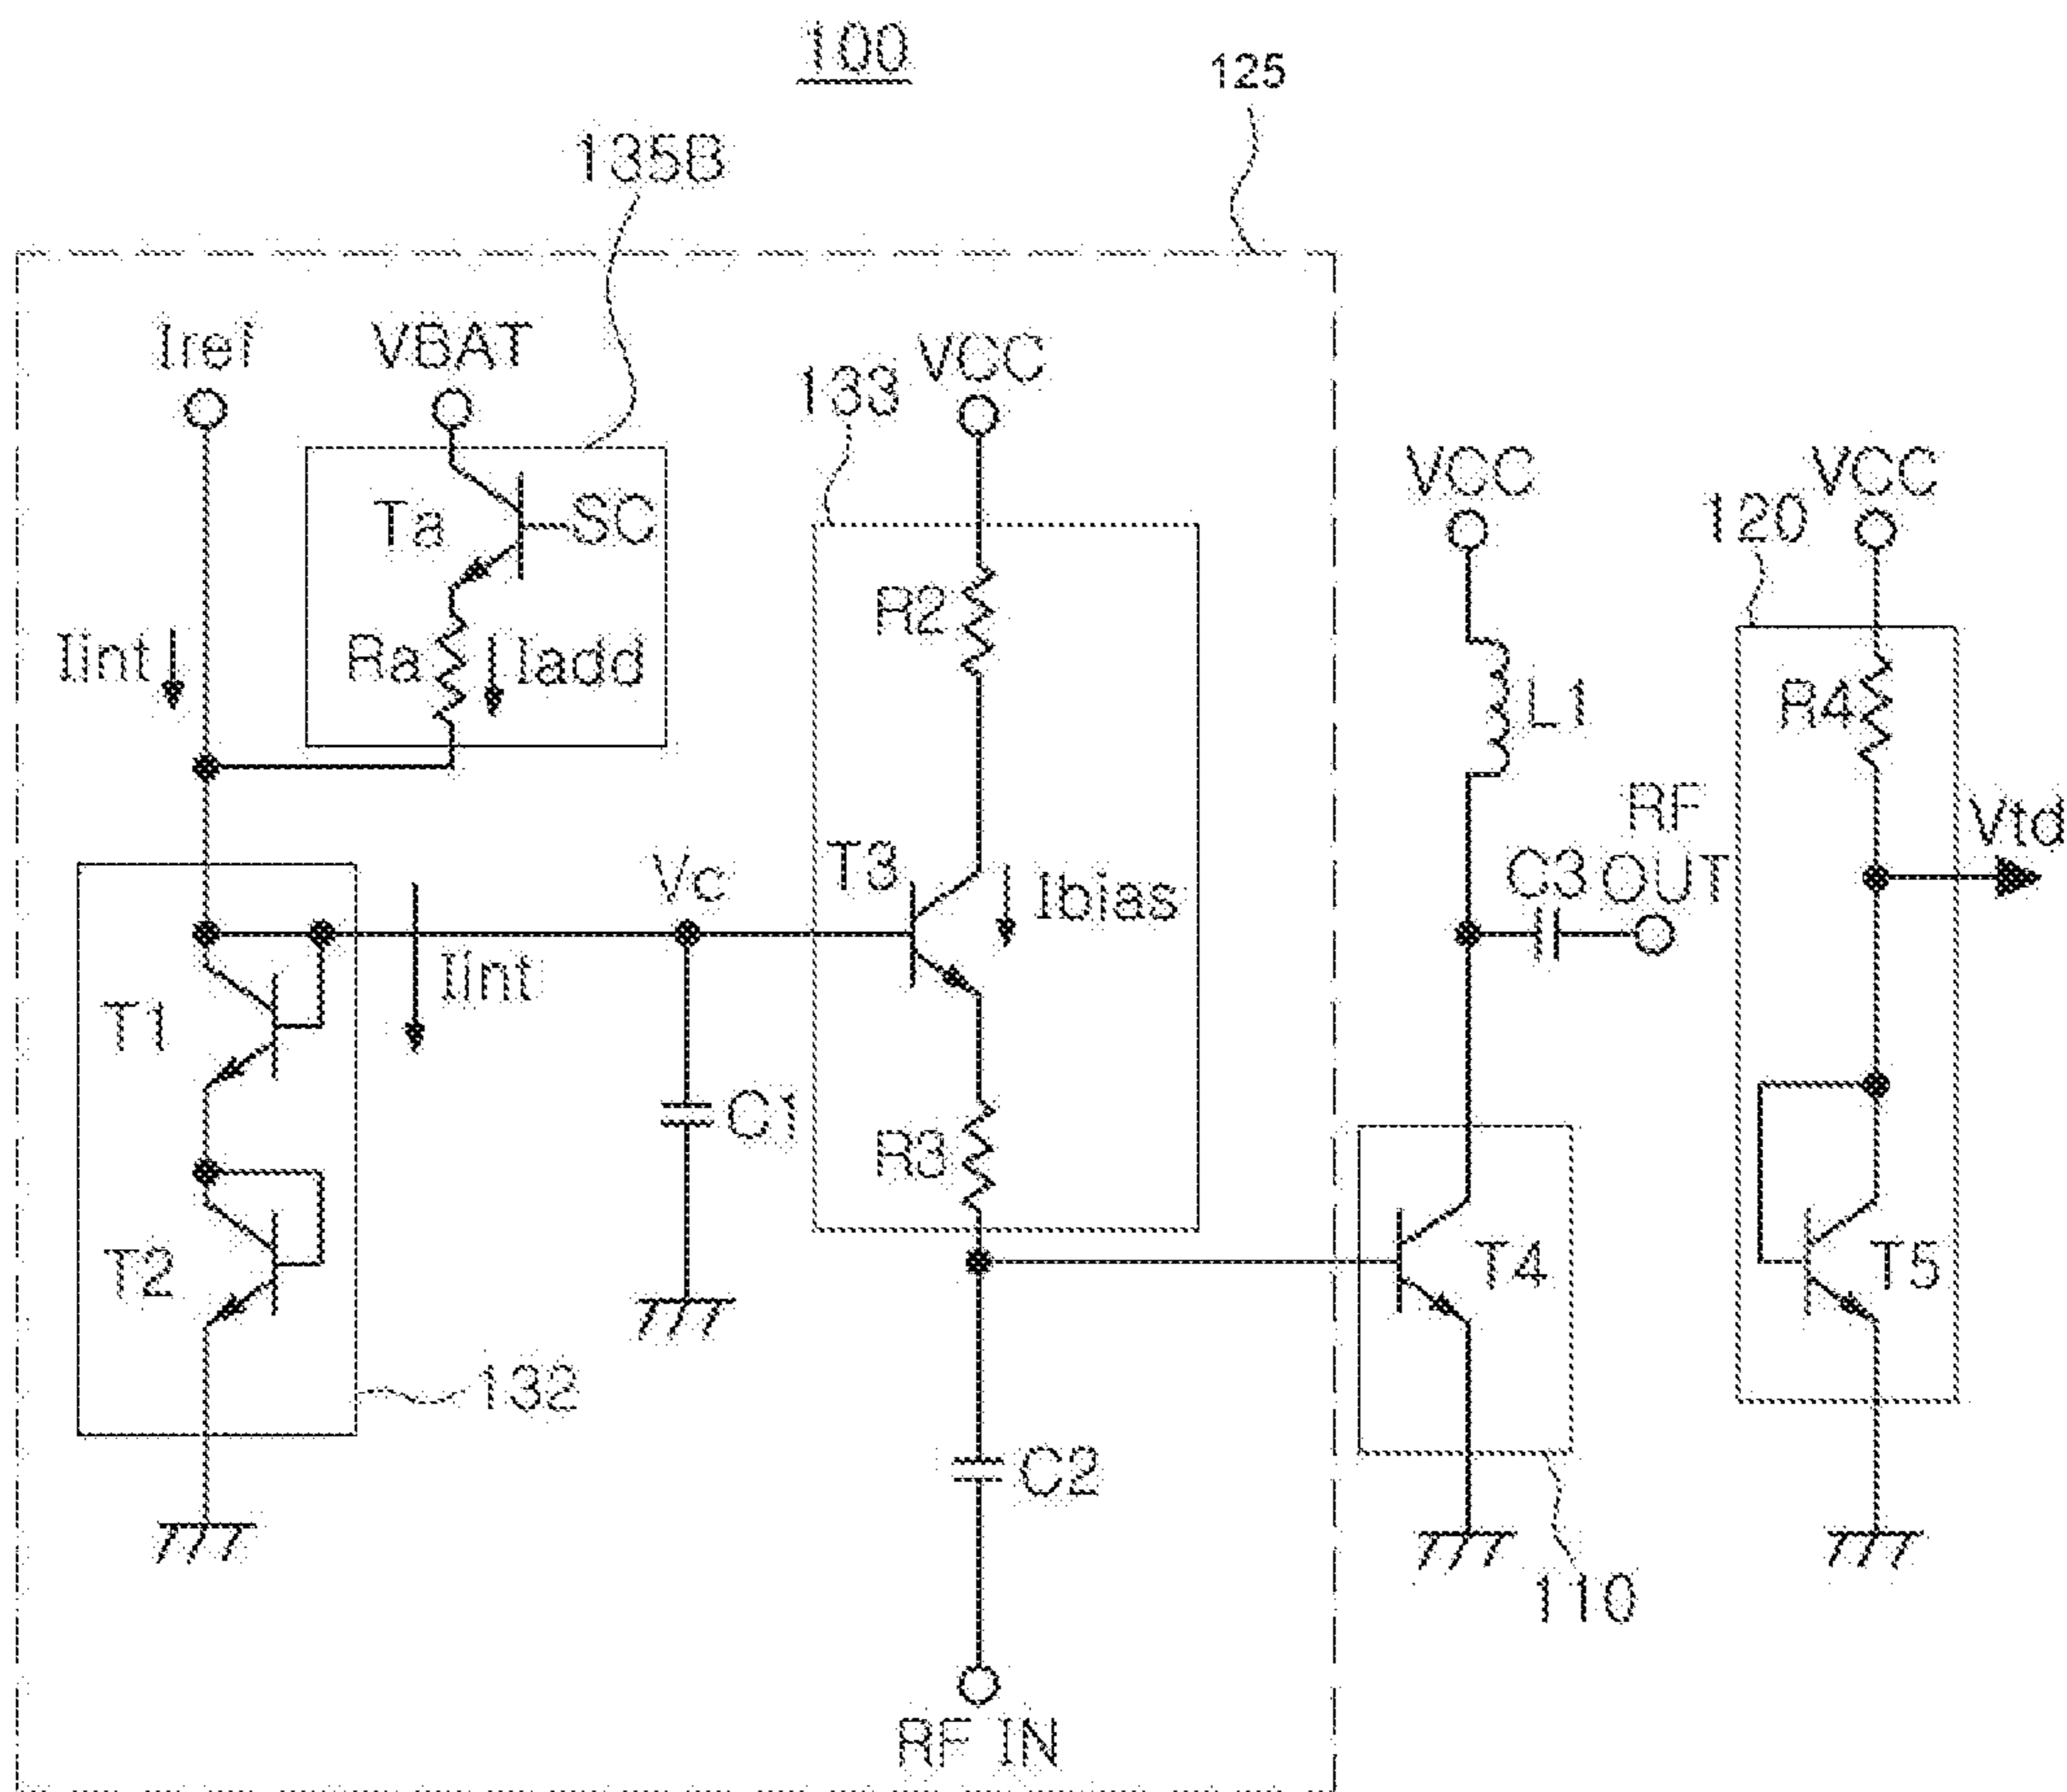 100
125
135B
Iref
VBAT
133
VCC
VCC
VCC
120
Ta
SC
R2
Iint
Ra
Iadd
L1
R4
RF
OUT
Vtd
Vc
T3
Ibias
C3
Iint
T1
C1
R3
T2
T4
T5
132
C2
110
RF IN